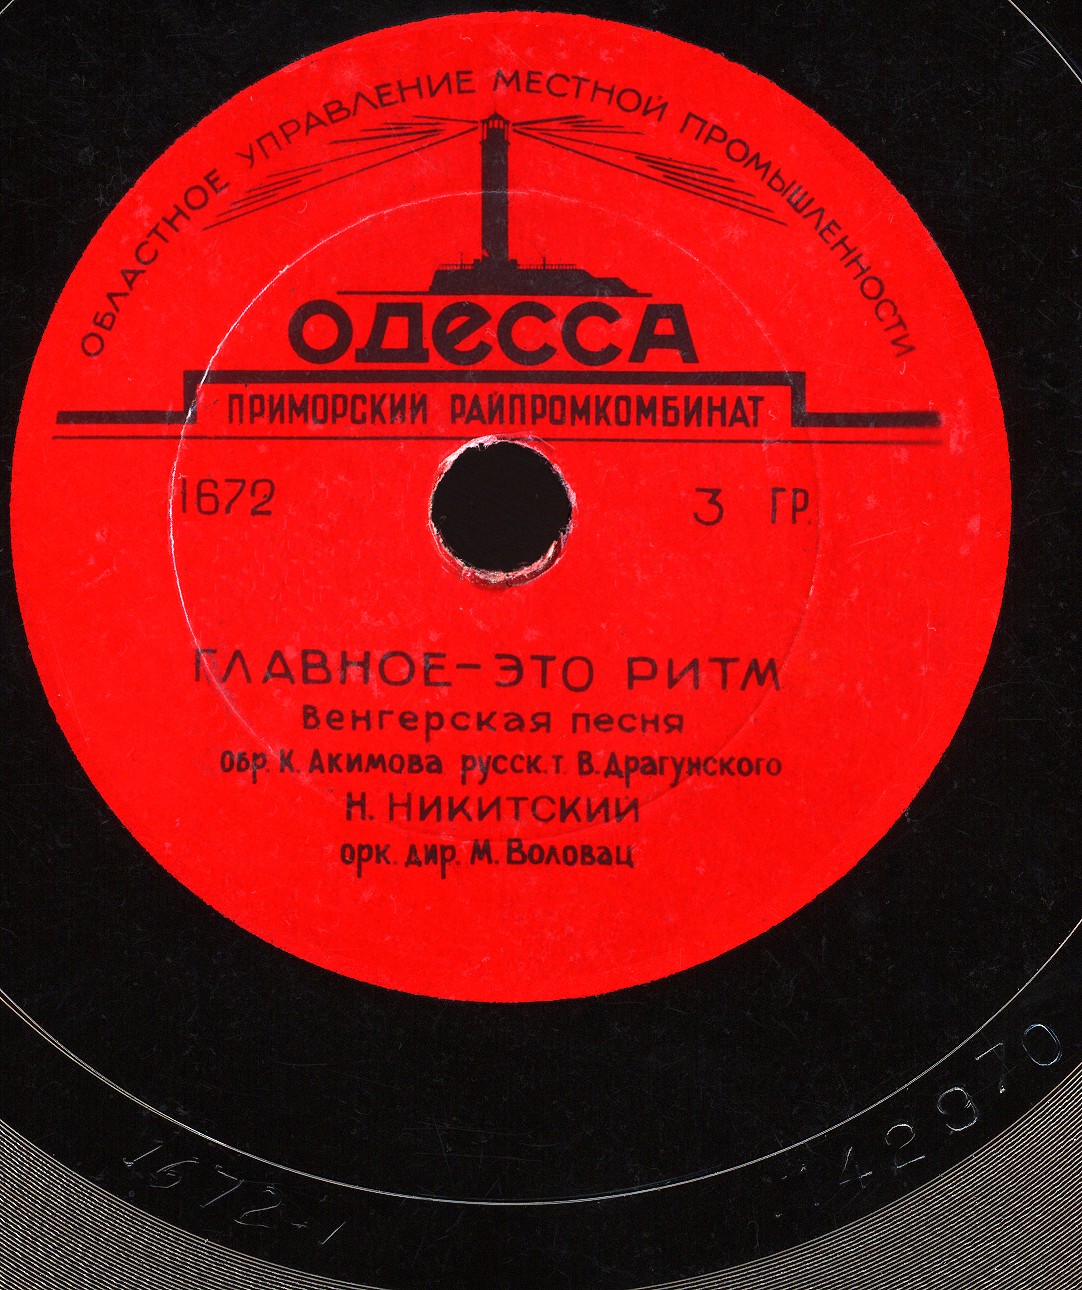 ОБЛАСТНОЕ УПРАВЛЕНИЕ МЕСТНОЙ ПРОМЫШЛЕННОСТИ
ОДЕССА
ПРИМОРСКИЙ РАЙПРОМКОМБИНАТ
1672 3 ГР.
ГЛАВНОЕ-ЭТО РИТМ
Венгерская песня
обр. К. Акимова русск. т. В. Драгунского
Н. НИКИТСКИЙ
орк. дир. М. Воловац
1672-1
42970